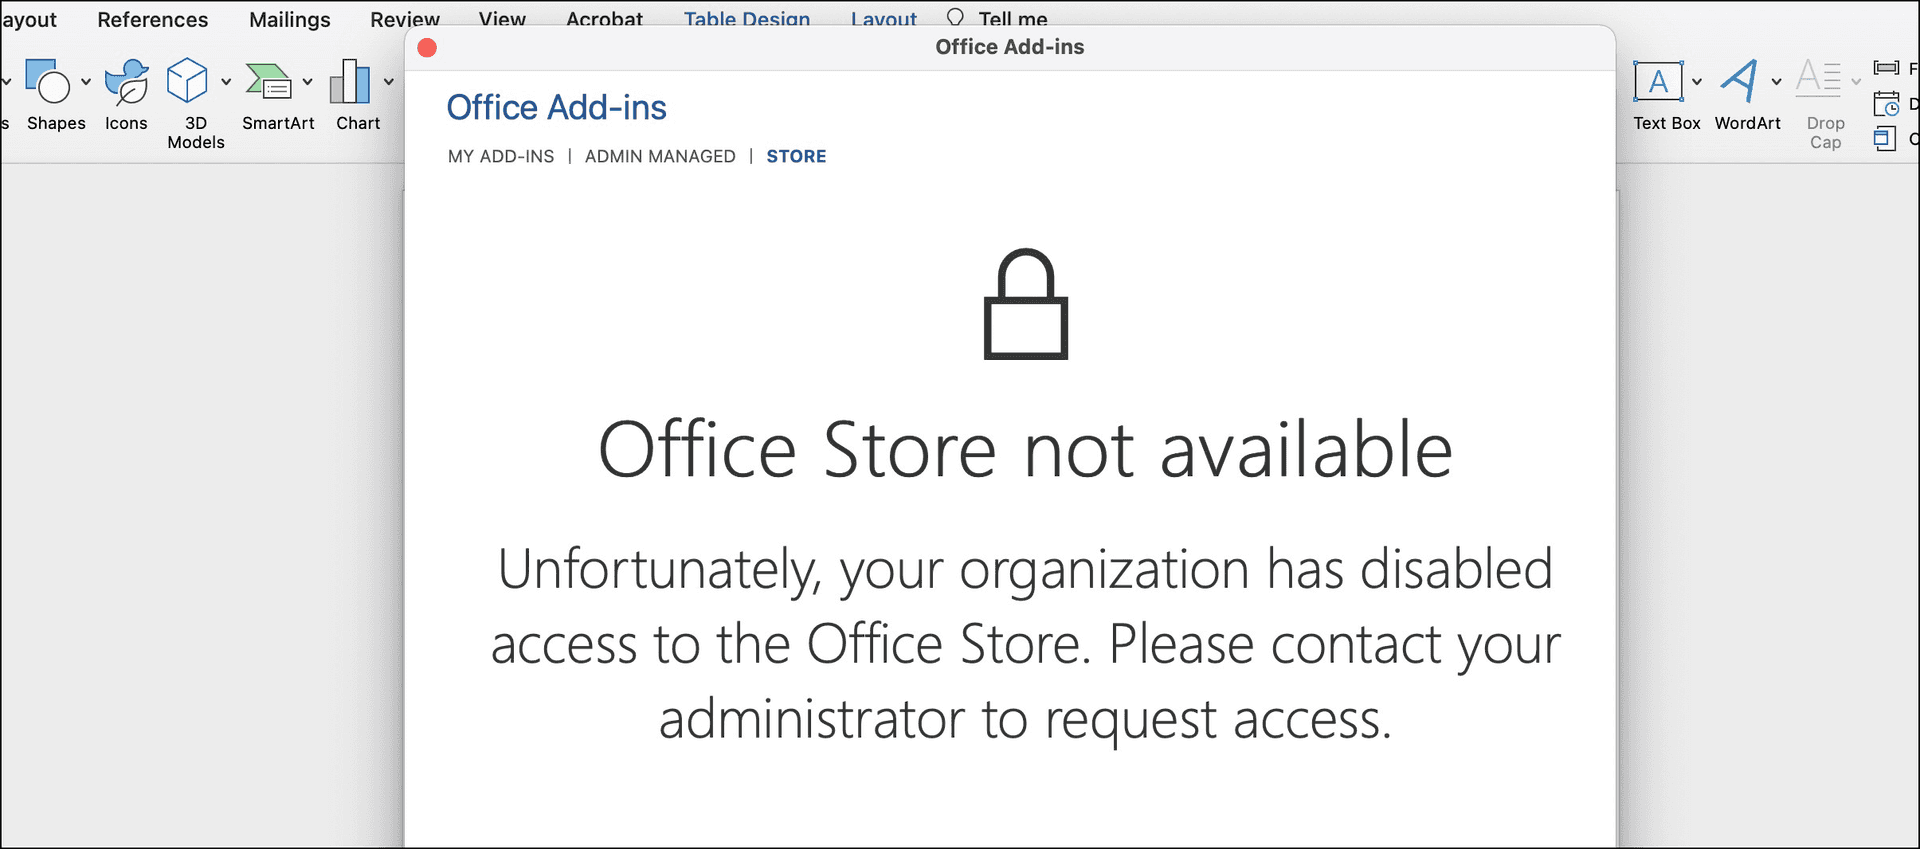 ayout References Mailings Review View Acrobat Table Design Layout Tell me
Office Add-ins
s Shapes Icons 3D Models SmartArt Chart
Text Box WordArt Drop Cap
A
F
D
C
Office Add-ins
MY ADD-INS | ADMIN MANAGED | STORE
Office Store not available
Unfortunately, your organization has disabled
access to the Office Store. Please contact your
administrator to request access.